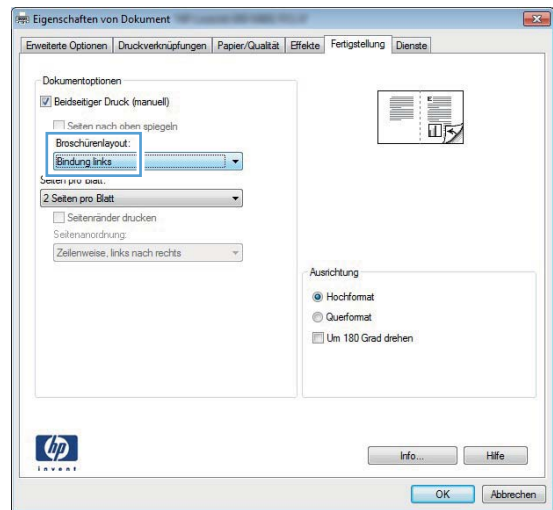 Eigenschaften von Dokument
Erweiterte Optionen Druckverknüpfungen Papier/Qualität Effekte Fertigstellung Dienste
Dokumentoptionen
Beidseitiger Druck (manuell)
Seiten nach oben spiegeln
Broschürenlayout:
Bindung links
Seiten pro Blatt:
2 Seiten pro Blatt
Seitenränder drucken
Seitenanordnung:
Zeilenweise, links nach rechts
Ausrichtung
Hochformat
Querformat
Um 180 Grad drehen
hp
invent
Info... Hilfe
OK Abbrechen